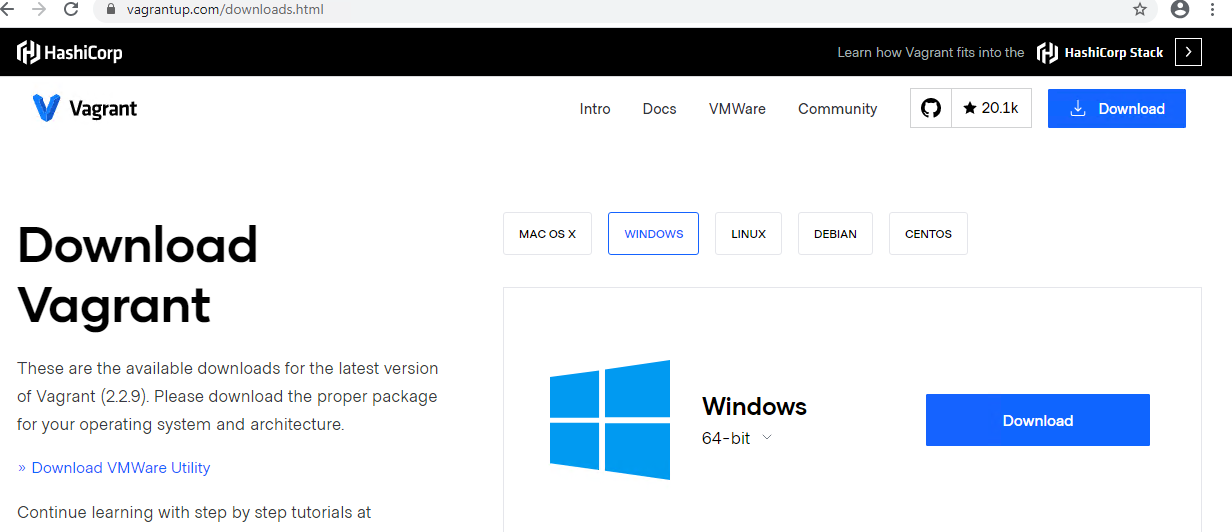 vagrantup.com/downloads.html
HashiCorp
Learn how Vagrant fits into the HashiCorp Stack
Vagrant
Intro Docs VMWare Community 20.1k Download
MAC OS X WINDOWS LINUX DEBIAN CENTOS
Download
Vagrant
These are the available downloads for the latest version
of Vagrant (2.2.9). Please download the proper package
for your operating system and architecture.
» Download VMWare Utility
Continue learning with step by step tutorials at
Windows
64-bit
Download